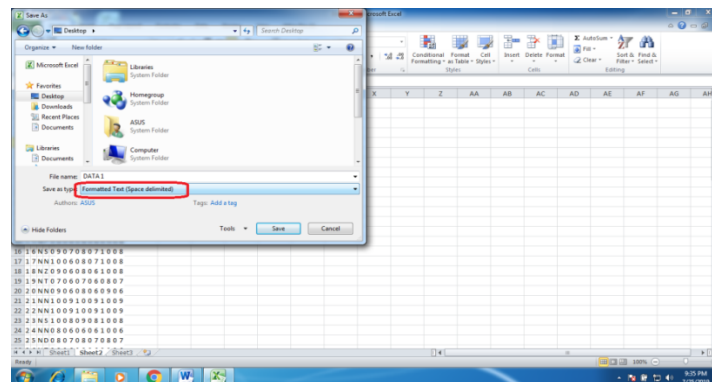 Save As
Microsoft Excel
Desktop
Search Desktop
Organize
New folder
Microsoft Excel
Favorites
Desktop
Downloads
Recent Places
Documents
Libraries
Documents
Libraries
System Folder
Homegroup
System Folder
ASUS
System Folder
Computer
System Folder
File name: DATA 1
Save as type: Formatted Text (Space delimited)
Authors: ASUS Tags: Add a tag
Hide Folders
Tools
Save
Cancel
Conditional Formatting
Format as Table
Cell Styles
Insert
Delete
Format
AutoSum
Fill
Clear
Sort & Filter
Find & Select
Styles
Cells
Editing
X Y Z AA AB AC AD AE AF AG AH
16 1 6 N S 0 9 0 7 0 8 0 7 1 0 0 8
17 1 7 N N 1 0 0 6 0 8 0 7 1 0 0 8
18 1 8 N Z 0 9 0 6 0 8 0 6 1 0 0 8
19 1 9 N T 0 7 0 6 0 7 0 6 0 8 0 7
20 2 0 N N 0 9 0 6 0 8 0 6 0 9 0 6
21 2 1 N N 1 0 0 9 1 0 0 9 1 0 0 9
22 2 2 N N 1 0 0 9 1 0 0 9 1 0 0 9
23 2 3 N S 1 0 0 8 0 9 0 8 1 0 0 8
24 2 4 N N 0 8 0 6 0 6 0 6 1 0 0 6
25 2 5 N D 0 8 0 7 0 8 0 7 0 8 0 7
Sheet1 Sheet2 Sheet3
Ready
100%
9:35 PM